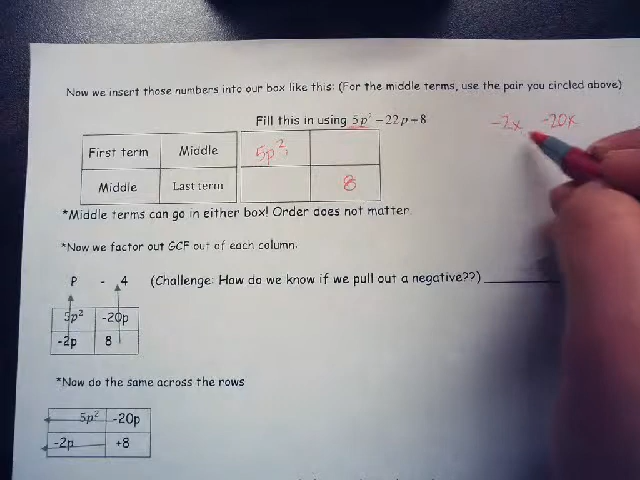 Now we insert those numbers into our box like this: (For the middle terms, use the pair you circled above)
Fill this in using 5p² − 22p + 8
-2x -20x
First term Middle 5p²
Middle Last term 8
*Middle terms can go in either box! Order does not matter.
*Now we factor out GCF out of each column.
P - 4 (Challenge: How do we know if we pull out a negative??)
5p² -20p
-2p 8
*Now do the same across the rows
5p² -20p
-2p +8